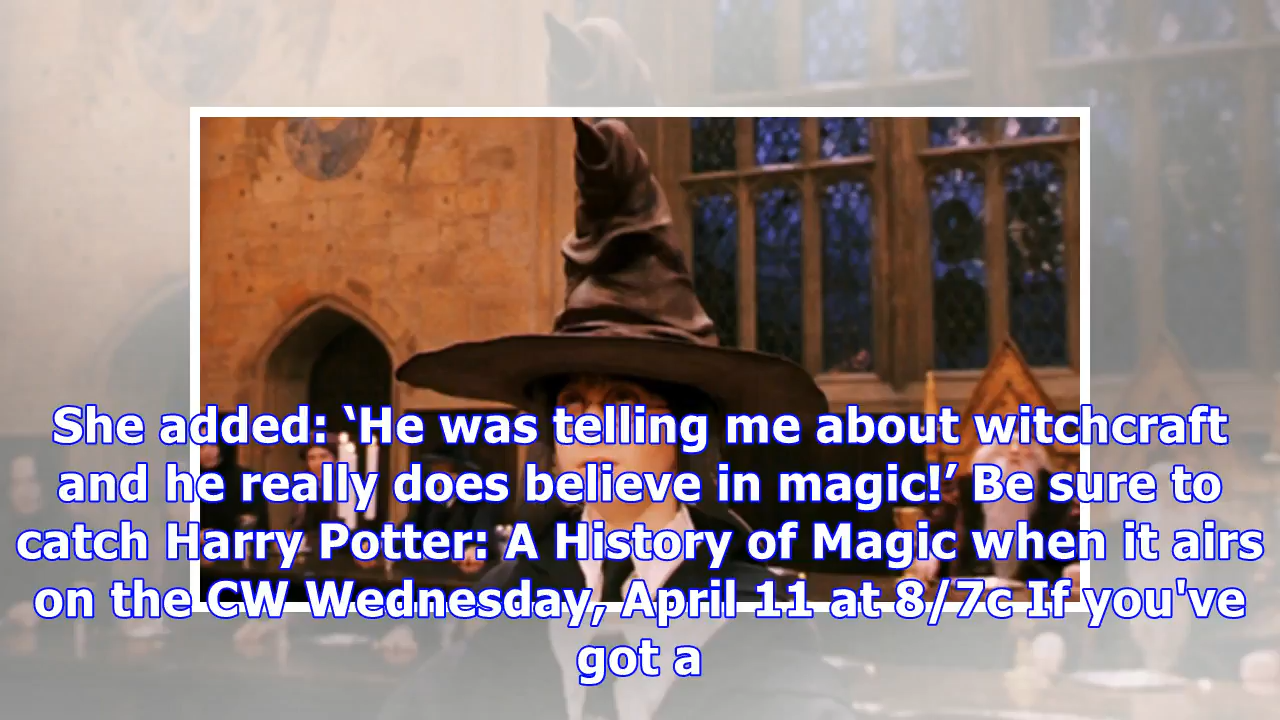 She added: ‘He was telling me about witchcraft
and he really does believe in magic!’ Be sure to
catch Harry Potter: A History of Magic when it airs
on the CW Wednesday, April 11 at 8/7c If you've
got a